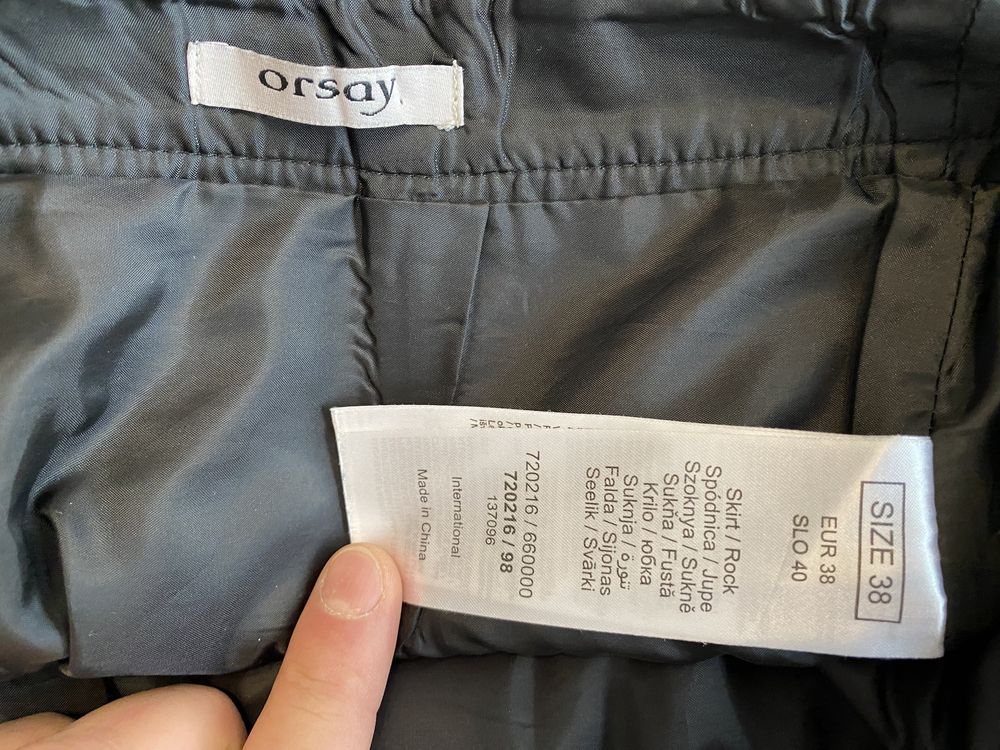 orsay
SIZE 38
EUR 38
SLO 40
Skirt / Rock
Spódnica / Jupe
Szoknya / Sukně
Sukňa / Fustă
Krilo / юбка
Suknja / تنورة
Falda / Sijonas
Seelik / Svārki
720216 / 660000
720216 / 98
137096
International
Made in China